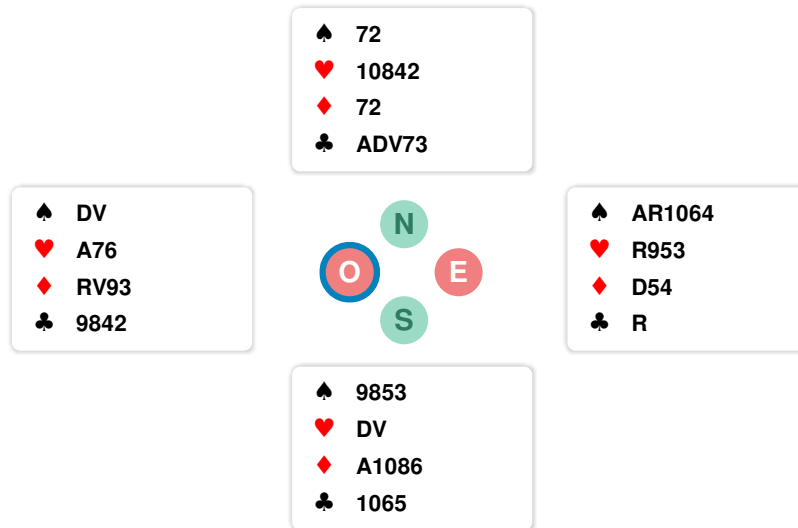 ♠ 72
♥ 10842
♦ 72
♣ ADV73
♠ DV
♥ A76
♦ RV93
♣ 9842
N
O E
S
♠ AR1064
♥ R953
♦ D54
♣ R
♠ 9853
♥ DV
♦ A1086
♣ 1065